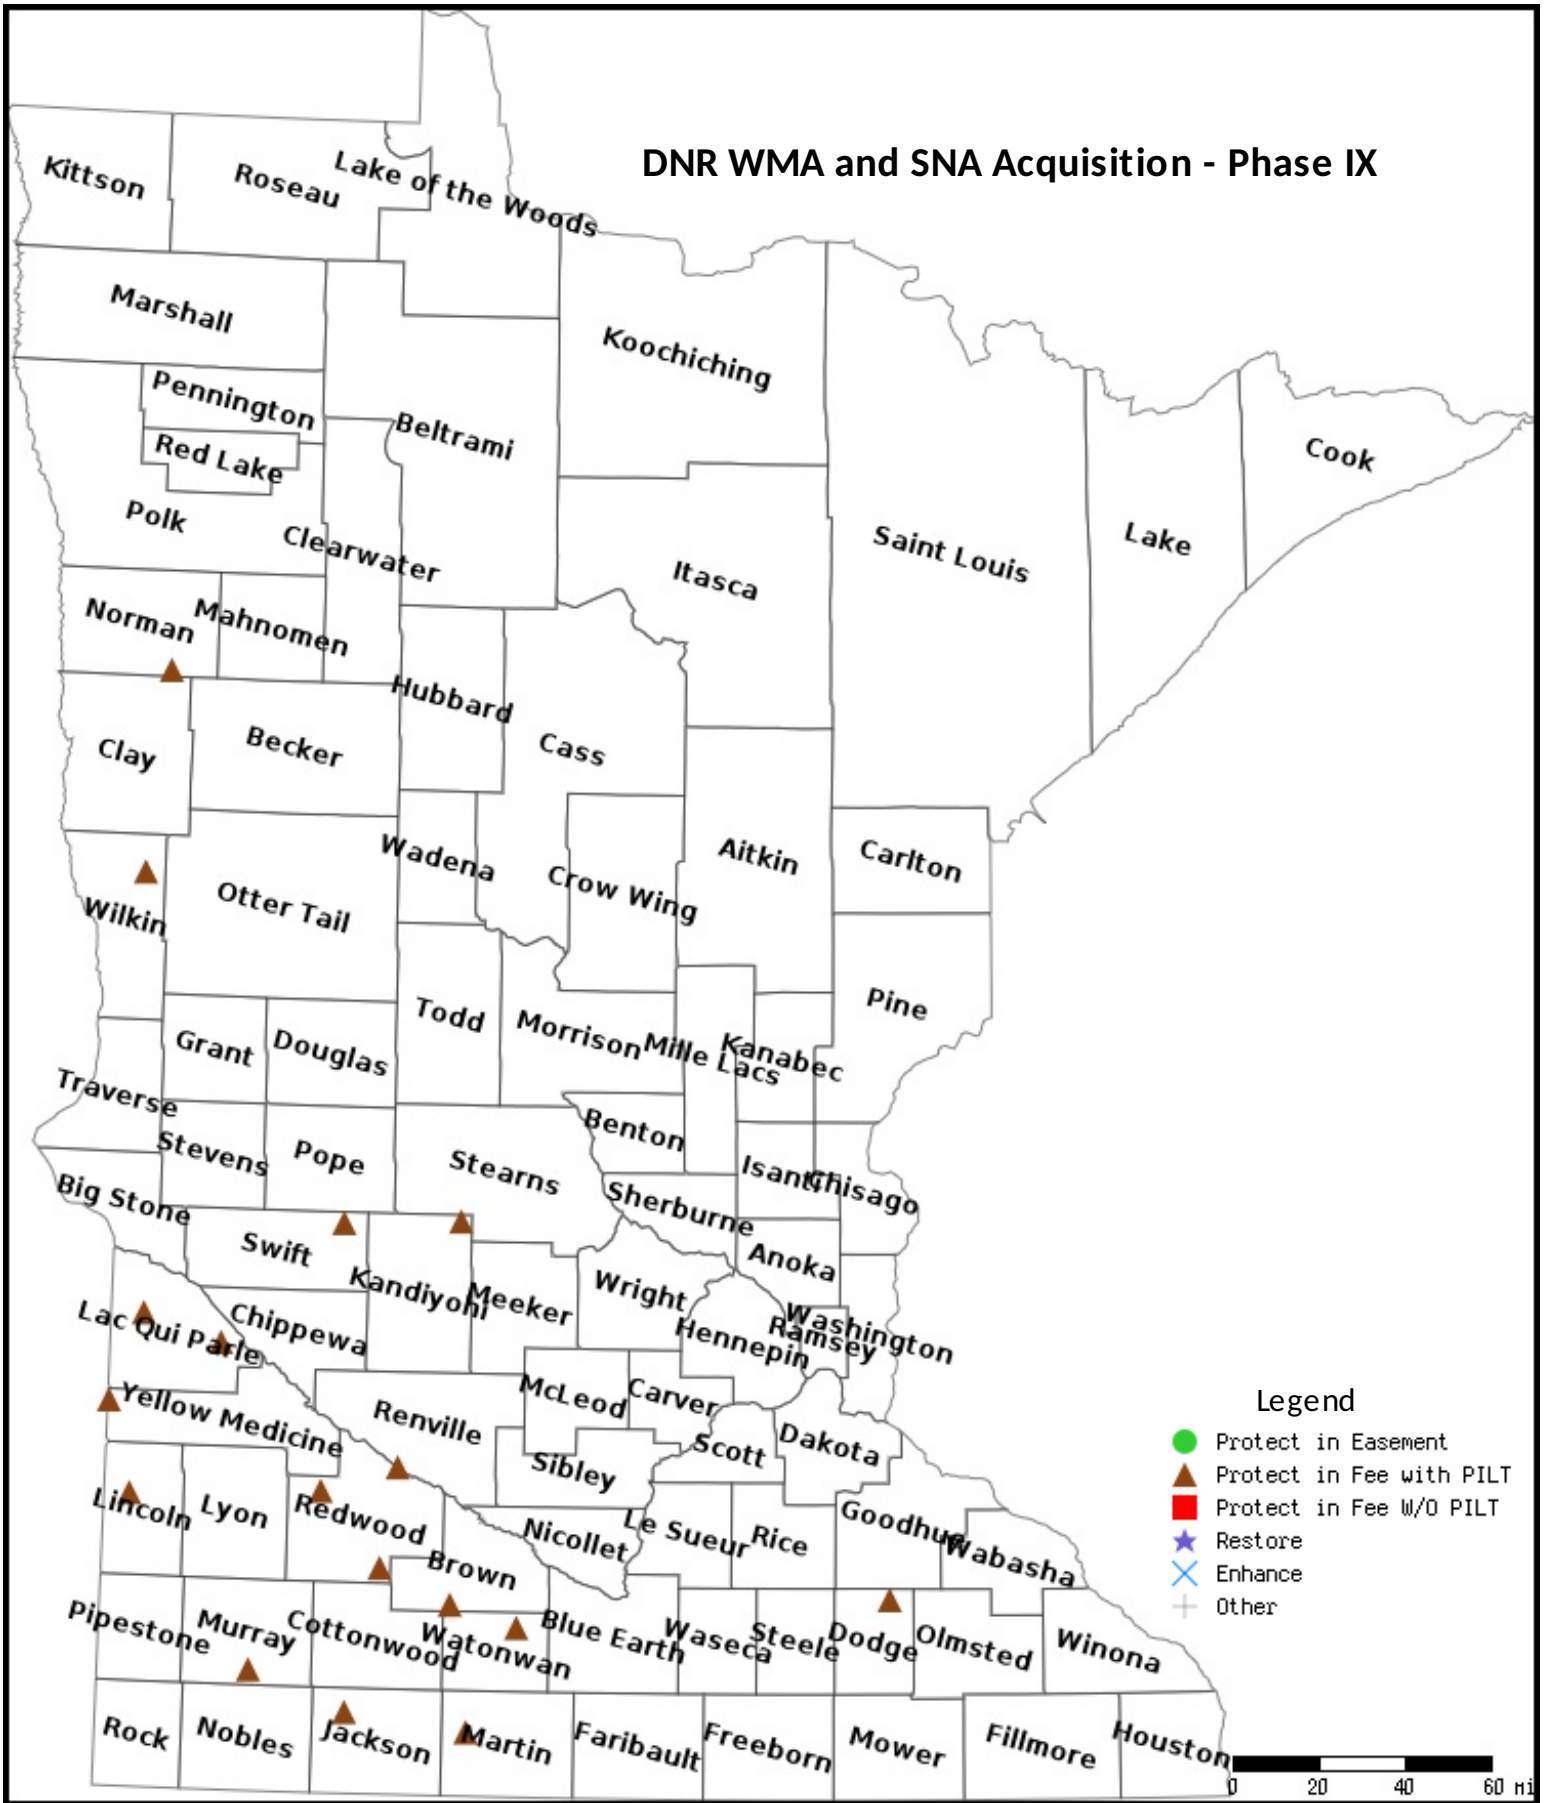 DNR WMA and SNA Acquisition - Phase IX
Kittson
Roseau
Lake of the Woods
Marshall
Koochiching
Pennington
Beltrami
Red Lake
Cook
Polk
Clearwater
Saint Louis
Lake
Itasca
Norman
Mahnomen
Hubbard
Clay
Becker
Cass
Wadena
Aitkin
Carlton
Crow Wing
Otter Tail
Wilkin
Pine
Todd
Morrison
Mille Lacs
Kanabec
Grant
Douglas
Traverse
Benton
Stevens
Pope
Stearns
Isanti
Chisago
Big Stone
Sherburne
Swift
Anoka
Kandiyohi
Meeker
Wright
Washington
Ramsey
Hennepin
Lac Qui Parle
Chippewa
McLeod
Carver
Yellow Medicine
Renville
Scott
Dakota
Sibley
Lincoln
Lyon
Redwood
Nicollet
Le Sueur
Rice
Goodhue
Wabasha
Brown
Pipestone
Murray
Cottonwood
Watonwan
Blue Earth
Waseca
Steele
Dodge
Olmsted
Winona
Rock
Nobles
Jackson
Martin
Faribault
Freeborn
Mower
Fillmore
Houston
Legend
Protect in Easement
Protect in Fee with PILT
Protect in Fee W/O PILT
Restore
Enhance
Other
0 20 40 60 mi